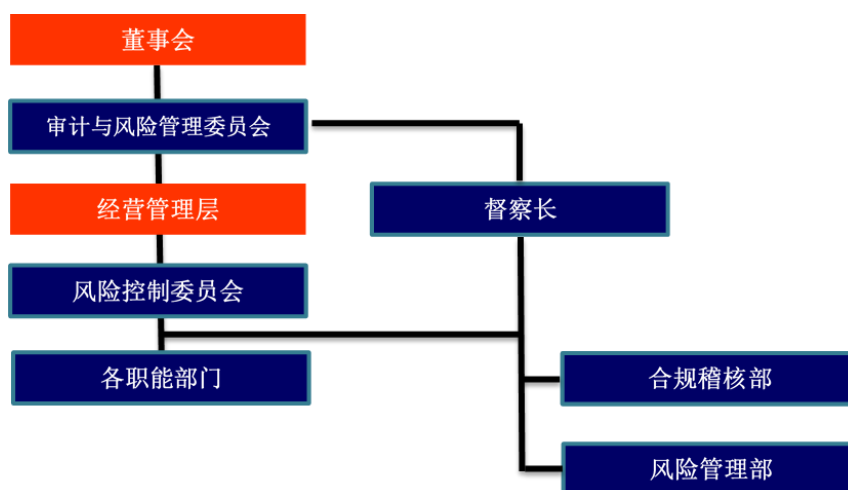 董事会
审计与风险管理委员会
经营管理层
督察长
风险控制委员会
各职能部门
合规稽核部
风险管理部